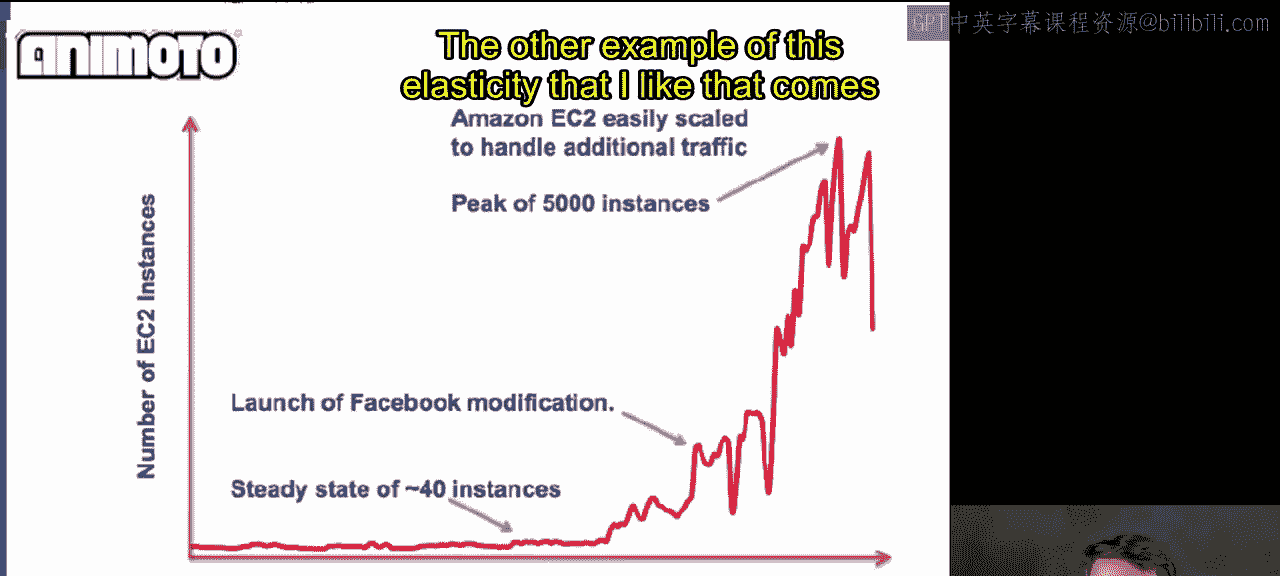 ANIMOTO
GPT中英字幕课程资源@bilibili.com
The other example of this
elasticity that I like that comes
Amazon EC2 easily scaled
to handle additional traffic
Peak of 5000 instances
Number of EC2 Instances
Launch of Facebook modification.
Steady state of ~40 instances